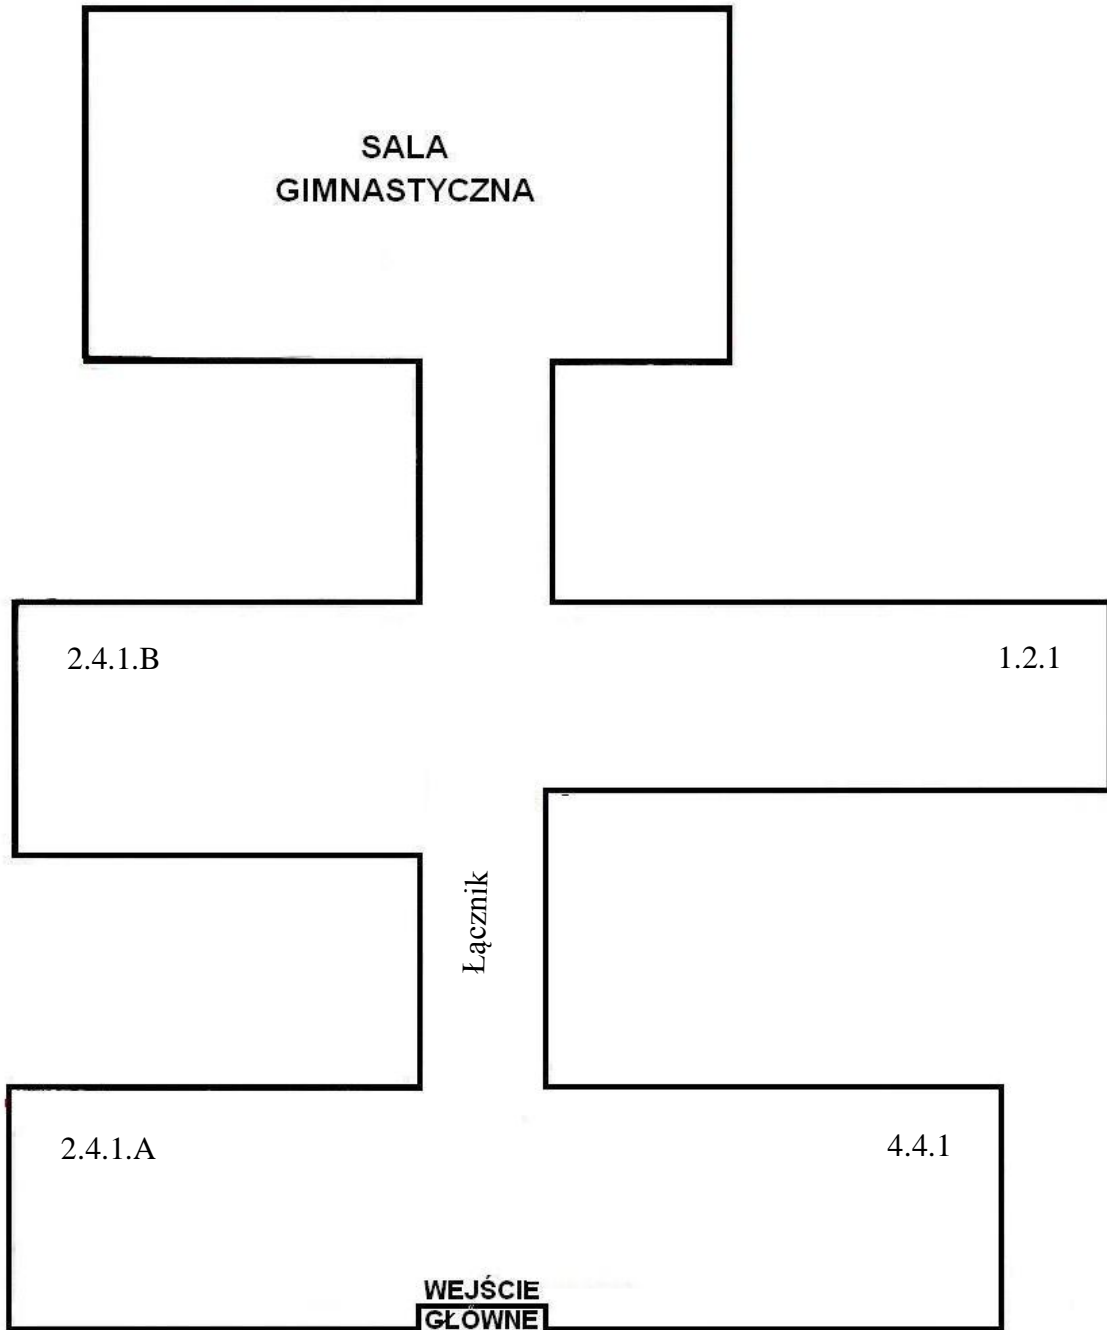 SALA
GIMNASTYCZNA
2.4.1.B
1.2.1
Łącznik
2.4.1.A
4.4.1
WEJŚCIE
GŁÓWNE